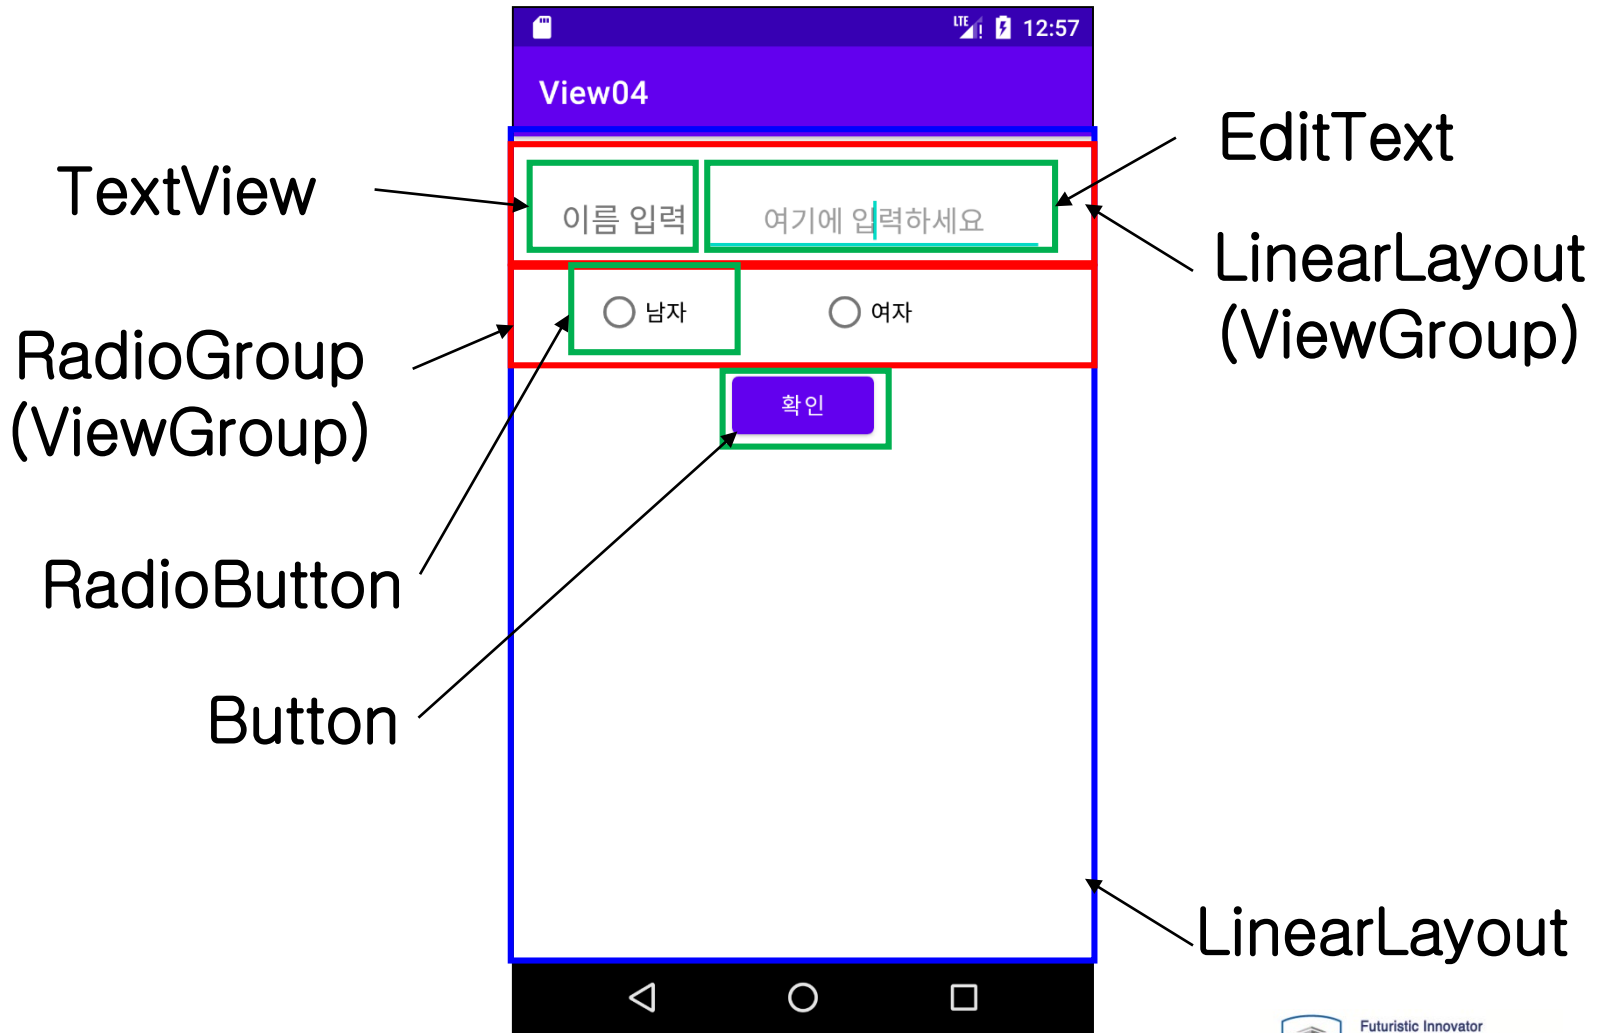 LTE 12:57
View04
EditText
TextView
이름 입력
여기에 입력하세요
LinearLayout
(ViewGroup)
남자
여자
RadioGroup
(ViewGroup)
확인
RadioButton
Button
LinearLayout
Futuristic Innovator